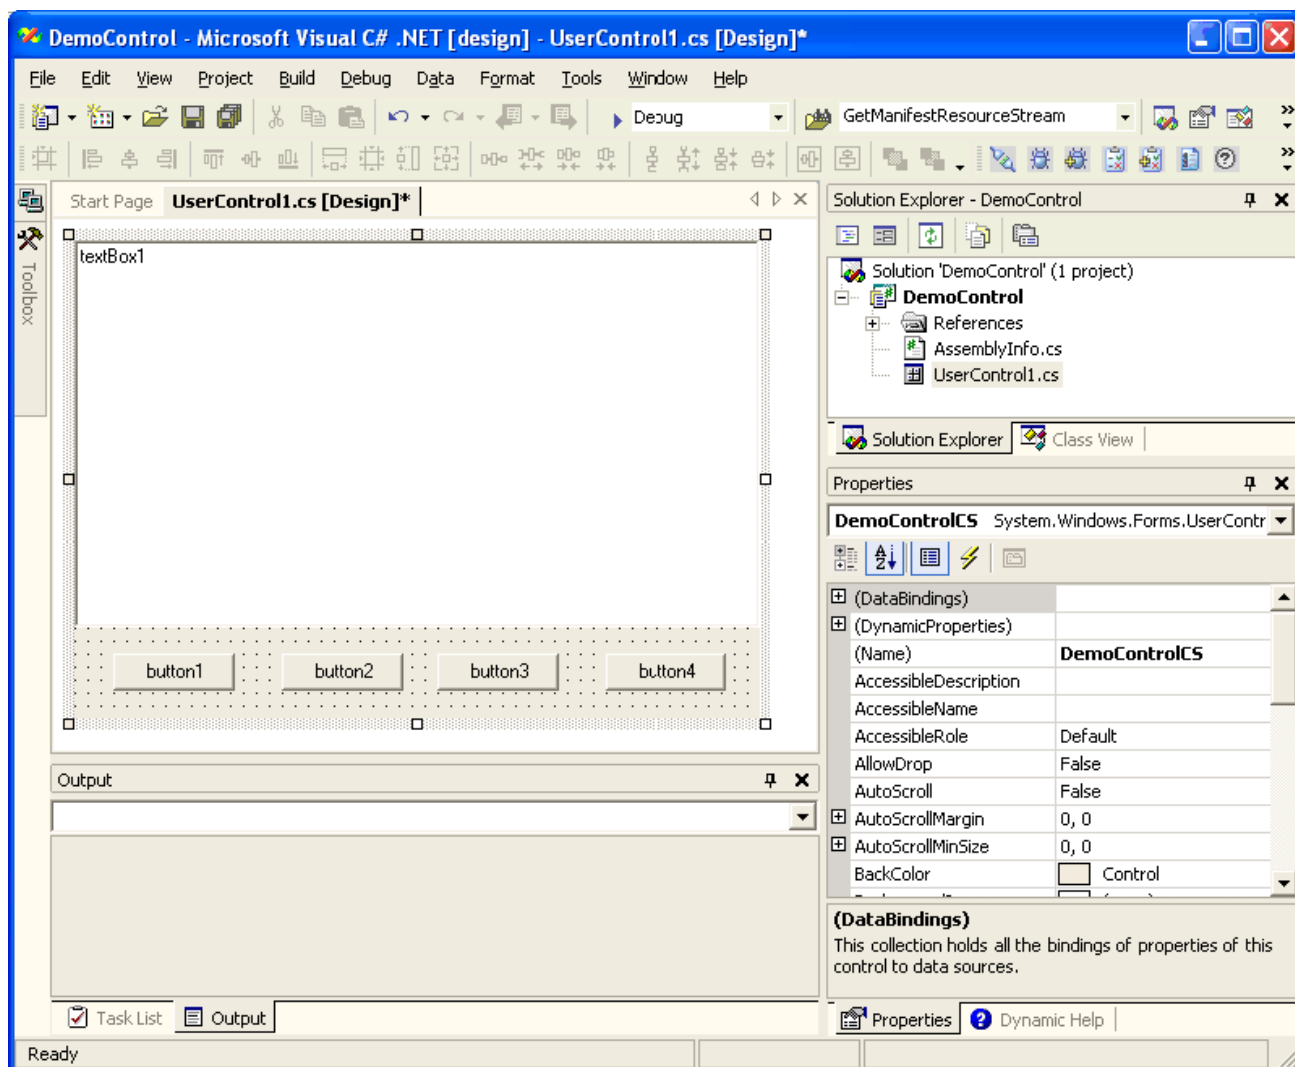 DemoControl - Microsoft Visual C# .NET [design] - UserControl1.cs [Design]*
File Edit View Project Build Debug Data Format Tools Window Help
Debug GetManifestResourceStream
Start Page UserControl1.cs [Design]*
Toolbox
textBox1
button1 button2 button3 button4
Output
Task List Output
Ready
Solution Explorer - DemoControl
Solution 'DemoControl' (1 project)
DemoControl
References
AssemblyInfo.cs
UserControl1.cs
Solution Explorer Class View
Properties
DemoControlCS System.Windows.Forms.UserContr
(DataBindings)
(DynamicProperties)
(Name) DemoControlCS
AccessibleDescription
AccessibleName
AccessibleRole Default
AllowDrop False
AutoScroll False
AutoScrollMargin 0, 0
AutoScrollMinSize 0, 0
BackColor Control
(DataBindings)
This collection holds all the bindings of properties of this
control to data sources.
Properties Dynamic Help